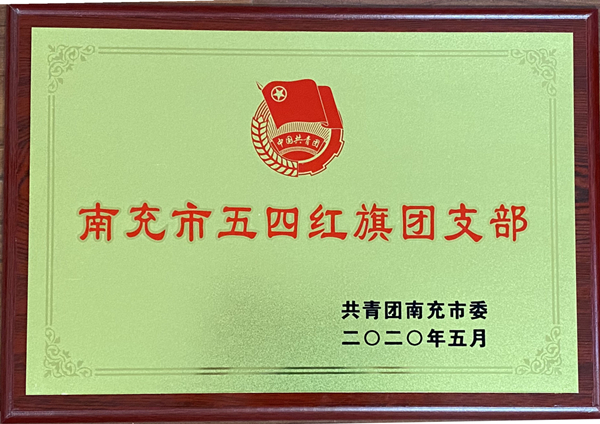 中国共青团
南充市五四红旗团支部
共青团南充市委
二〇二〇年五月